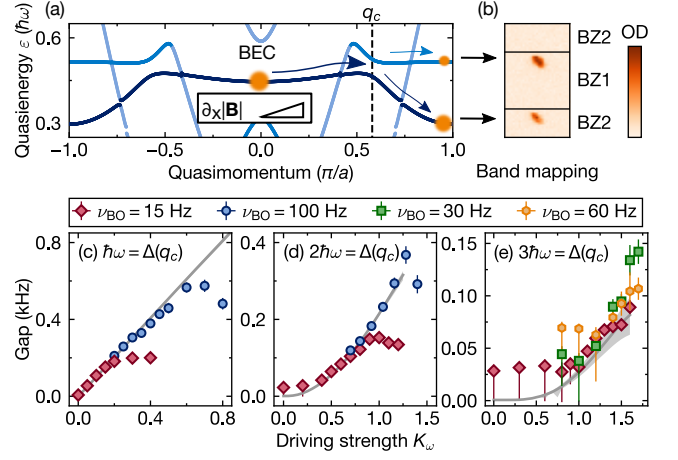 (a)
q_c
(b)
OD
Quasienergy ε (ħω)
0.6
0.3
BEC
∂ₓ|B|
BZ2
BZ1
BZ2
−1.0 −0.5 0.0 0.5 1.0
Quasimomentum (π/a)
Band mapping
ν_BO = 15 Hz ν_BO = 100 Hz ν_BO = 30 Hz ν_BO = 60 Hz
(c) ħω = Δ(q_c)
(d) 2ħω = Δ(q_c)
(e) 3ħω = Δ(q_c)
Gap (kHz)
0.8
0.4
0.0
0.4
0.2
0.0
0.15
0.10
0.05
0.00
0.0 0.4 0.8
0.0 0.5 1.0 1.5
0.0 0.5 1.0 1.5
Driving strength K_ω